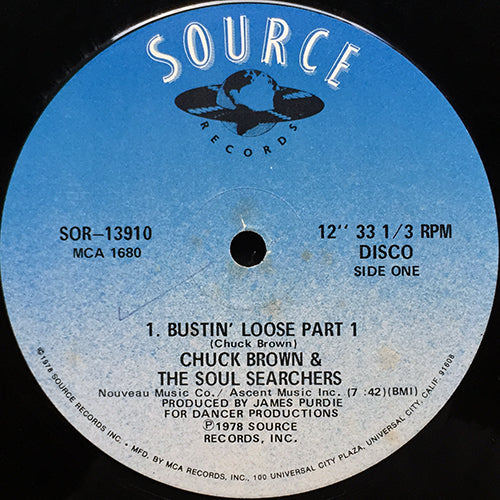 SOURCE
RECORDS
SOR-13910
MCA 1680
12" 33 1/3 RPM
DISCO
SIDE ONE
1. BUSTIN' LOOSE PART 1
(Chuck Brown)
CHUCK BROWN &
THE SOUL SEARCHERS
Nouveau Music Co./ Ascent Music Inc. (7:42)(BMI)
PRODUCED BY JAMES PURDIE
FOR DANCER PRODUCTIONS
Ⓟ1978 SOURCE
RECORDS, INC.
©1978 SOURCE RECORDS INC. • MFD. BY MCA RECORDS, INC., 100 UNIVERSAL CITY PLAZA, UNIVERSAL CITY, CALIF. 91608